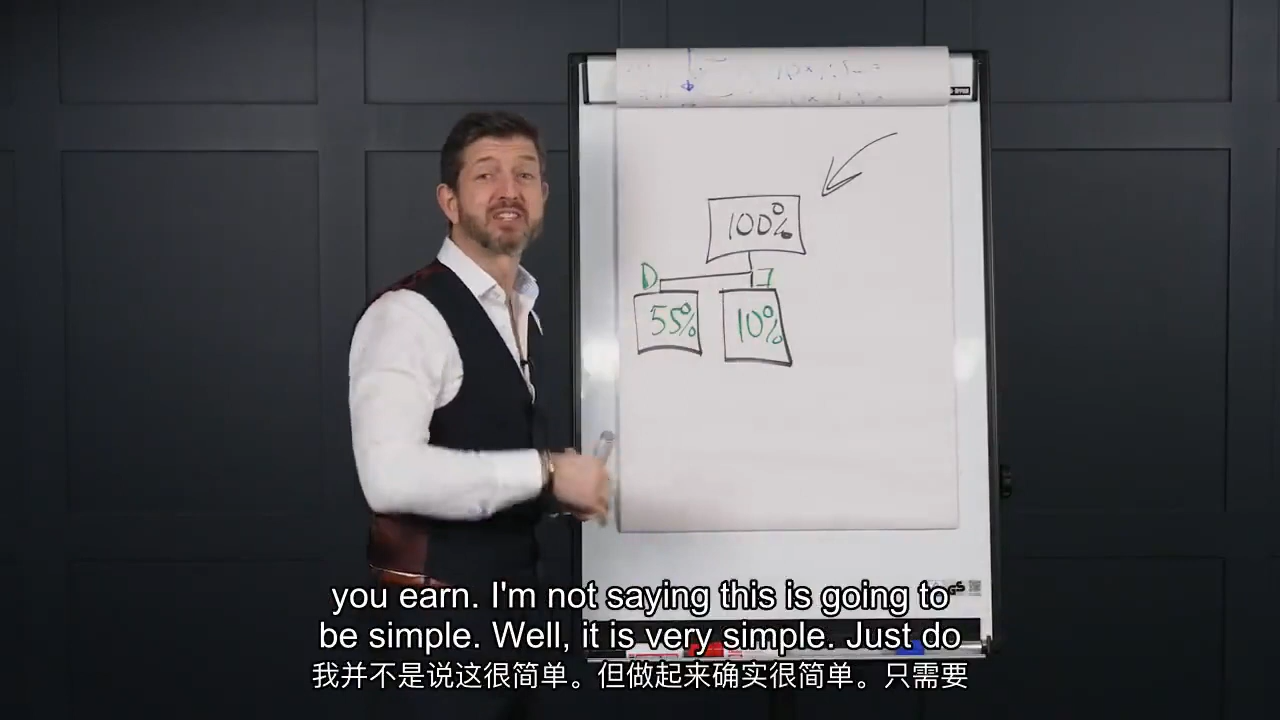 100%
D I
55% 10%
you earn. I'm not saying this is going to
be simple. Well, it is very simple. Just do
我并不是说这很简单。但做起来确实很简单。只需要